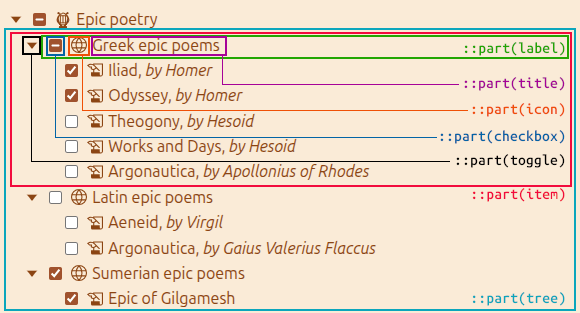 Epic poetry
Greek epic poems ::part(label)
Iliad, by Homer ::part(title)
Odyssey, by Homer ::part(icon)
Theogony, by Hesoid ::part(checkbox)
Works and Days, by Hesoid ::part(toggle)
Argonautica, by Apollonius of Rhodes
Latin epic poems ::part(item)
Aeneid, by Virgil
Argonautica, by Gaius Valerius Flaccus
Sumerian epic poems
Epic of Gilgamesh ::part(tree)